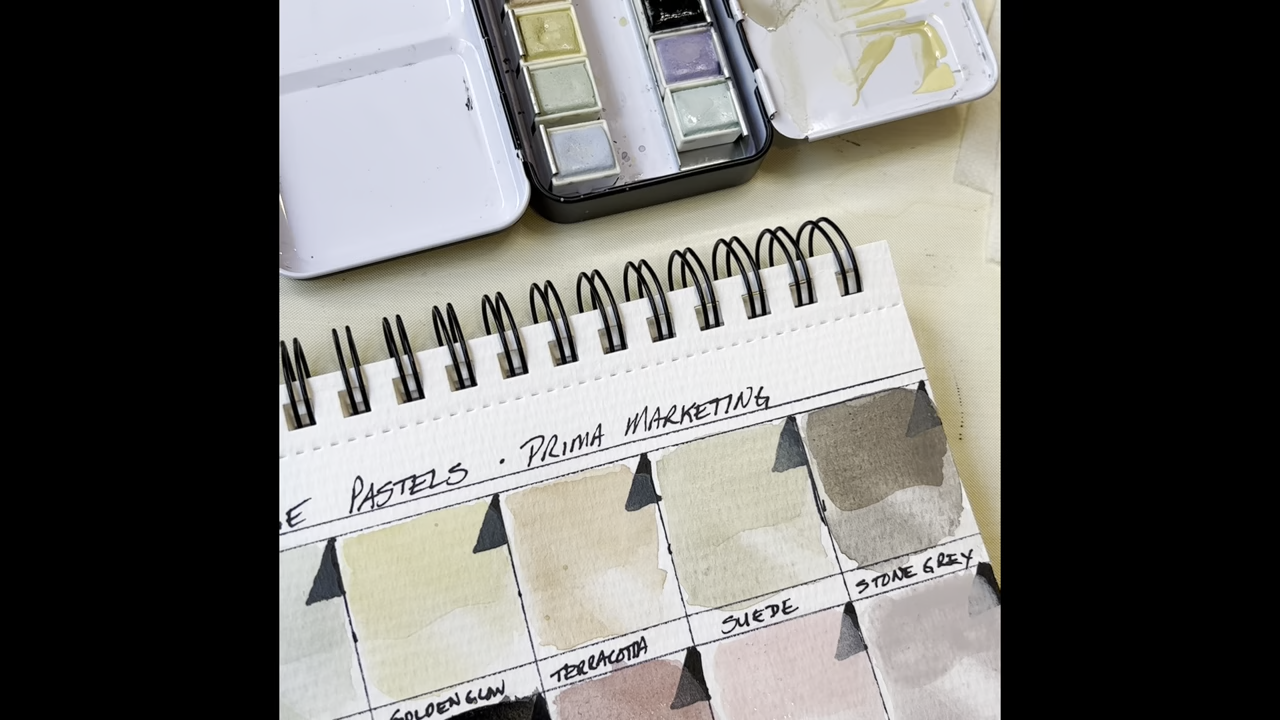 PASTELS . PRIMA MARKETING
GOLDEN GLOW TERRACOTTA SUEDE STONE GREY